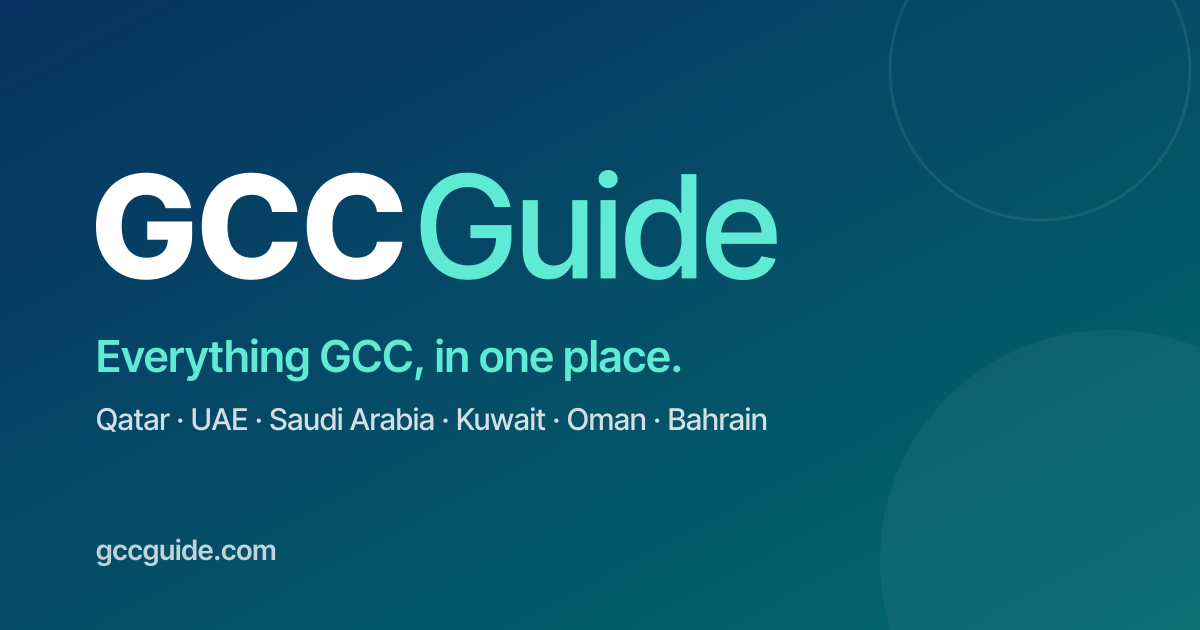 GCC Guide
Everything GCC, in one place.
Qatar · UAE · Saudi Arabia · Kuwait · Oman · Bahrain
gccguide.com